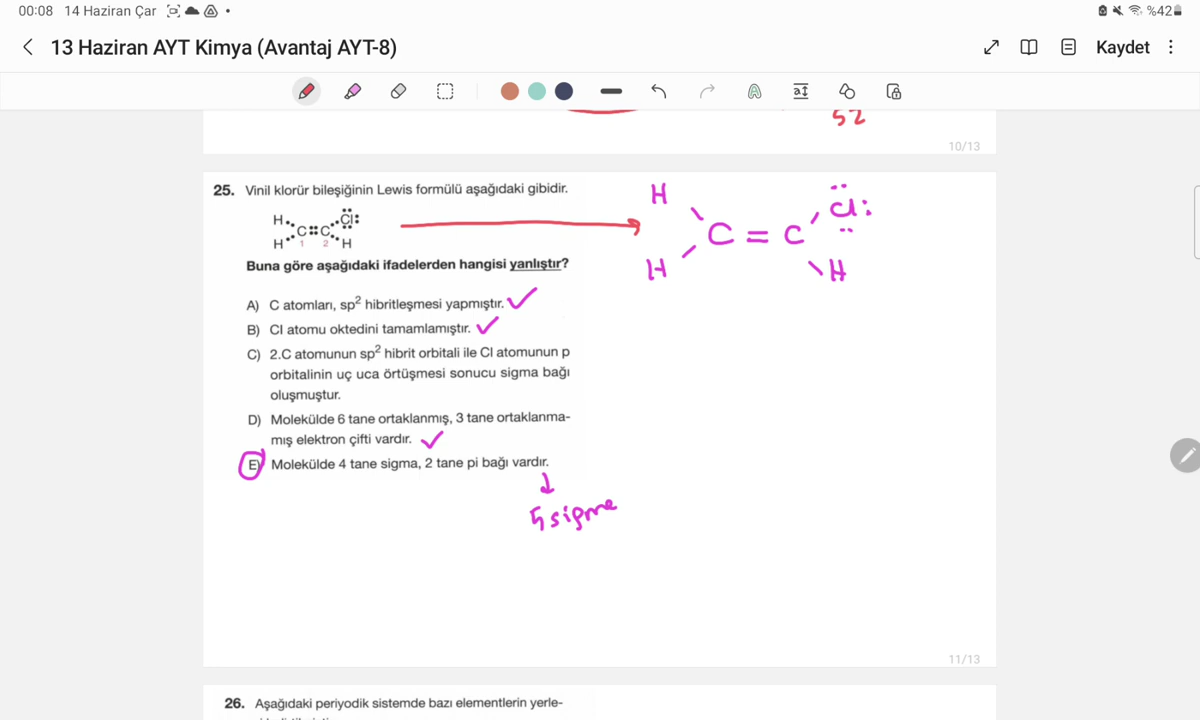 00:08 14 Haziran Çar
%42
13 Haziran AYT Kimya (Avantaj AYT-8)
Kaydet
52
10/13
25. Vinil klorür bileşiğinin Lewis formülü aşağıdaki gibidir.
H Cl
C C
H 1 2 H
H Cl
C = C
H H
Buna göre aşağıdaki ifadelerden hangisi yanlıştır?
A) C atomları, sp² hibritleşmesi yapmıştır.
B) Cl atomu oktedini tamamlamıştır.
C) 2.C atomunun sp² hibrit orbitali ile Cl atomunun p
orbitalinin uç uca örtüşmesi sonucu sigma bağı
oluşmuştur.
D) Molekülde 6 tane ortaklanmış, 3 tane ortaklanma-
mış elektron çifti vardır.
E) Molekülde 4 tane sigma, 2 tane pi bağı vardır.
5 sigma
11/13
26. Aşağıdaki periyodik sistemde bazı elementlerin yerle-